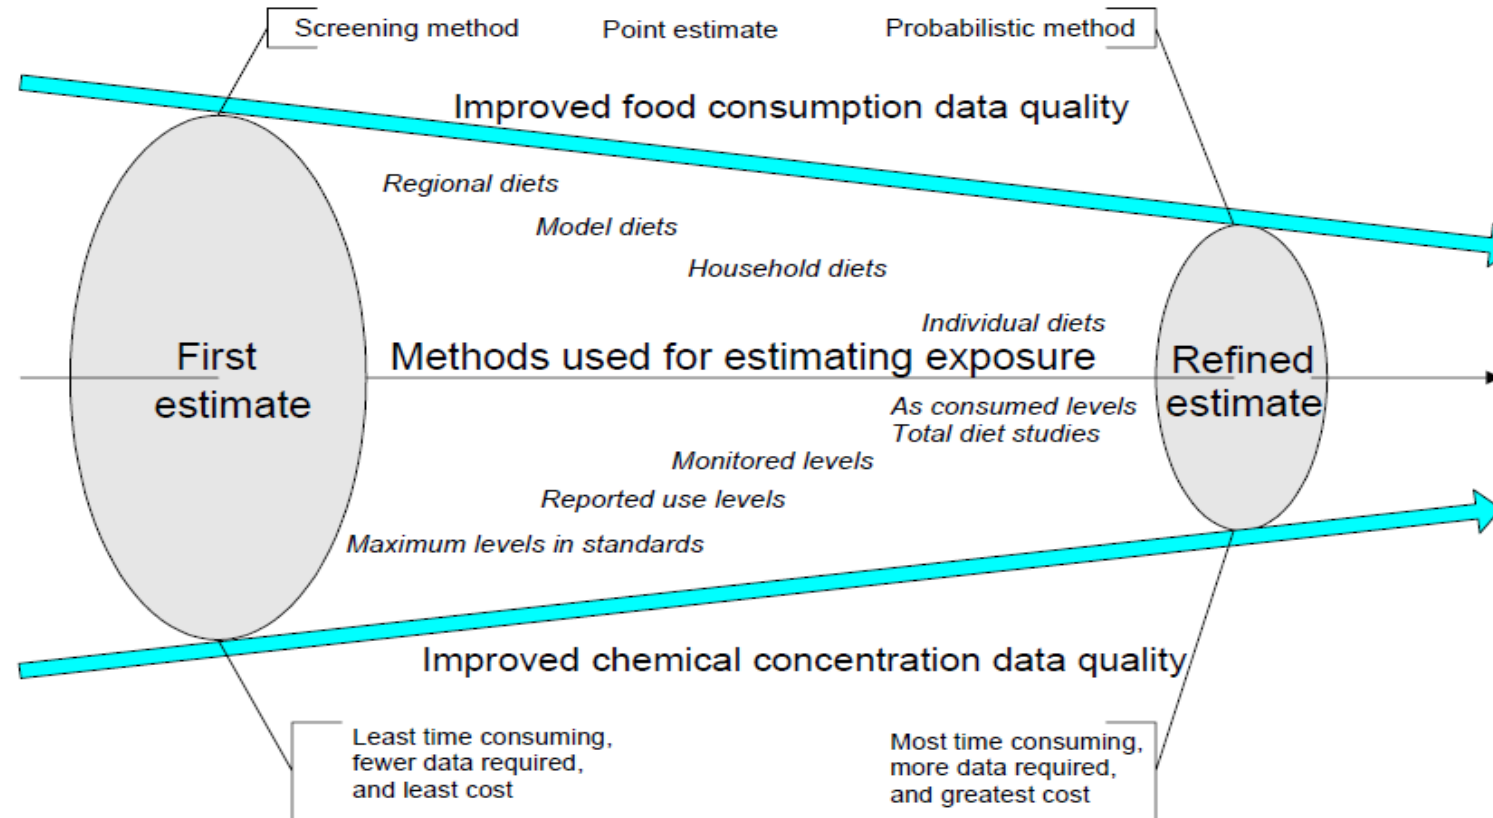 Screening method
Point estimate
Probabilistic method
Improved food consumption data quality
Regional diets
Model diets
Household diets
Individual diets
First
estimate
Methods used for estimating exposure
Refined
estimate
As consumed levels
Total diet studies
Monitored levels
Reported use levels
Maximum levels in standards
Improved chemical concentration data quality
Least time consuming,
fewer data required,
and least cost
Most time consuming,
more data required,
and greatest cost